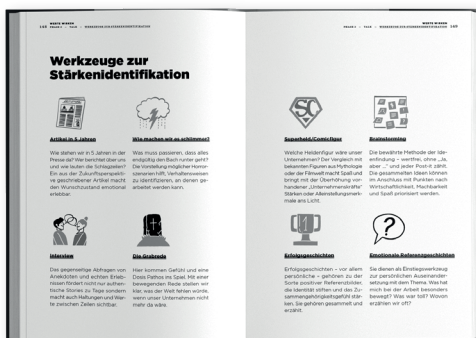 WERTE WIRKEN
Werkzeuge zur
Stärkenidentifikation
Artikel in 5 Jahren
Wie stehen wir in 5 Jahren in der
Presse da? Wer berichtet über uns
und wie lauten die Schlagzeilen?
Ein aus der Zukunftsperspekti-
ve geschriebener Artikel macht
den Wunschzustand emotional
erlebbar.
Wie machen wir es schlimmer?
Was muss passieren, dass alles
endgültig den Bach runter geht?
Die Vorstellung möglicher Horror-
szenarien hilft, Verhaltensweisen
zu identifizieren, an denen ge-
arbeitet werden kann.
Interview
Das gegenseitige Abfragen von
Anekdoten und echten Erleb-
nissen fördert nicht nur authen-
tische Stories zu Tage sondern
macht auch Haltungen und Wer-
te zwischen Zeilen sichtbar.
Die Grabrede
Hier kommen Gefühl und eine
Dosis Pathos ins Spiel. Mit einer
bewegenden Rede stellen wir
klar, was der Welt fehlen würde,
wenn unser Unternehmen nicht
mehr da wäre.
WERTE WIRKEN
SC
Superheld/Comicfigur
Welche Heldenfigur wäre unser
Unternehmen? Der Vergleich mit
bekannten Figuren aus Mythologie
oder der Filmwelt macht Spaß und
bringt mit der Überhöhung vor-
handener „Unternehmenskräfte"
Stärken oder Alleinstellungsmerk-
male ans Licht.
Brainstorming
Die bewährte Methode der Ide-
enfindung – wertfrei, ohne „Ja,
aber ..." und jeder Post-it zählt.
Die gesammelten Ideen können
im Anschluss mit Punkten nach
Wirtschaftlichkeit, Machbarkeit
und Spaß priorisiert werden.
1
Erfolgsgeschichten
Erfolgsgeschichten – vor allem
persönliche – gehören zu der
Sorte positiver Referenzbilder,
die Identität stiften und das Zu-
sammengehörigkeitsgefühl stär-
ken. Sie gehören gesammelt und
erzählt.
?
Emotionale Referenzgeschichten
Sie dienen als Einstiegswerkzeug
zur persönlichen Auseinander-
setzung mit dem Thema. Was hat
mich bei der Arbeit besonders
bewegt? Was war toll? Wovon
erzählen wir oft?